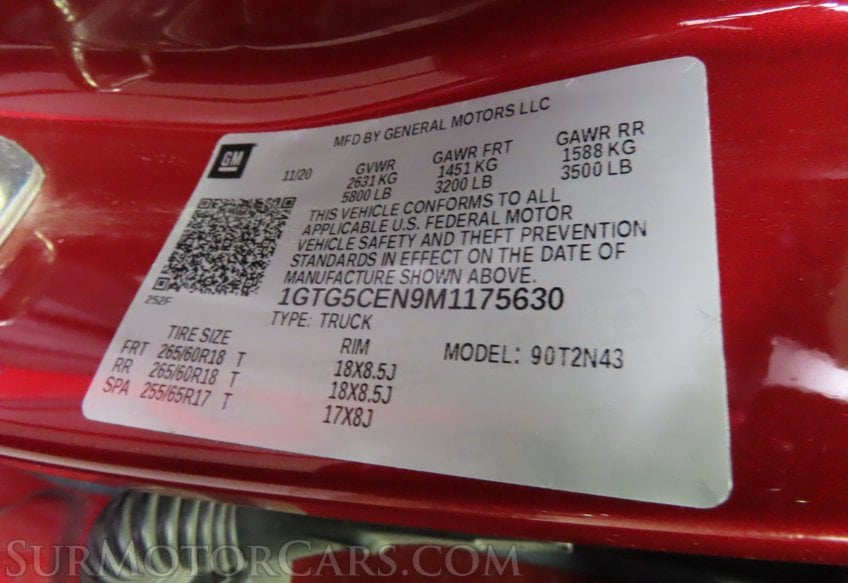 MFD BY GENERAL MOTORS LLC
GM
11/20
GVWR GAWR FRT GAWR RR
2631 KG 1451 KG 1588 KG
5800 LB 3200 LB 3500 LB
THIS VEHICLE CONFORMS TO ALL
APPLICABLE U.S. FEDERAL MOTOR
VEHICLE SAFETY AND THEFT PREVENTION
STANDARDS IN EFFECT ON THE DATE OF
MANUFACTURE SHOWN ABOVE.
252F
1GTG5CEN9M1175630
TYPE: TRUCK
TIRE SIZE RIM MODEL: 90T2N43
FRT 265/60R18 T 18X8.5J
RR 265/60R18 T 18X8.5J
SPA 255/65R17 T 17X8J
SurMotorCars.com